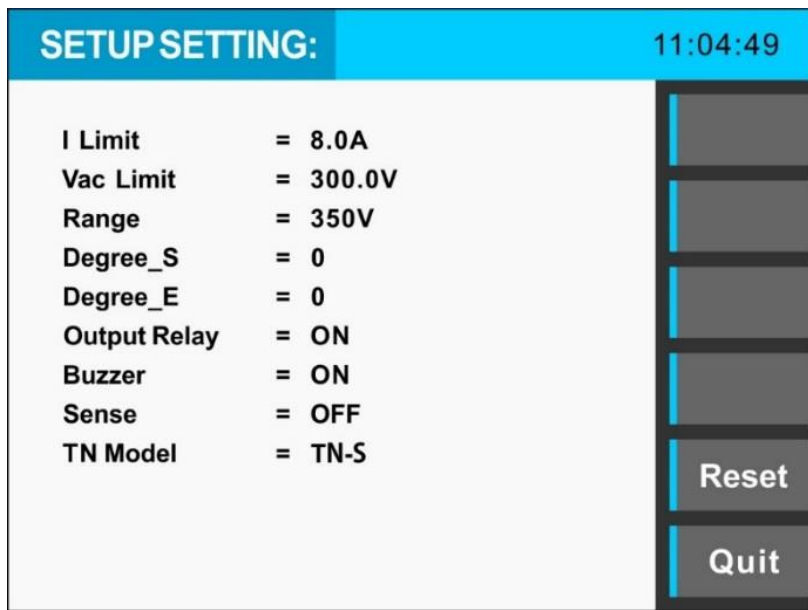 SETUP SETTING:
11:04:49
I Limit = 8.0A
Vac Limit = 300.0V
Range = 350V
Degree_S = 0
Degree_E = 0
Output Relay = ON
Buzzer = ON
Sense = OFF
TN Model = TN-S
Reset
Quit